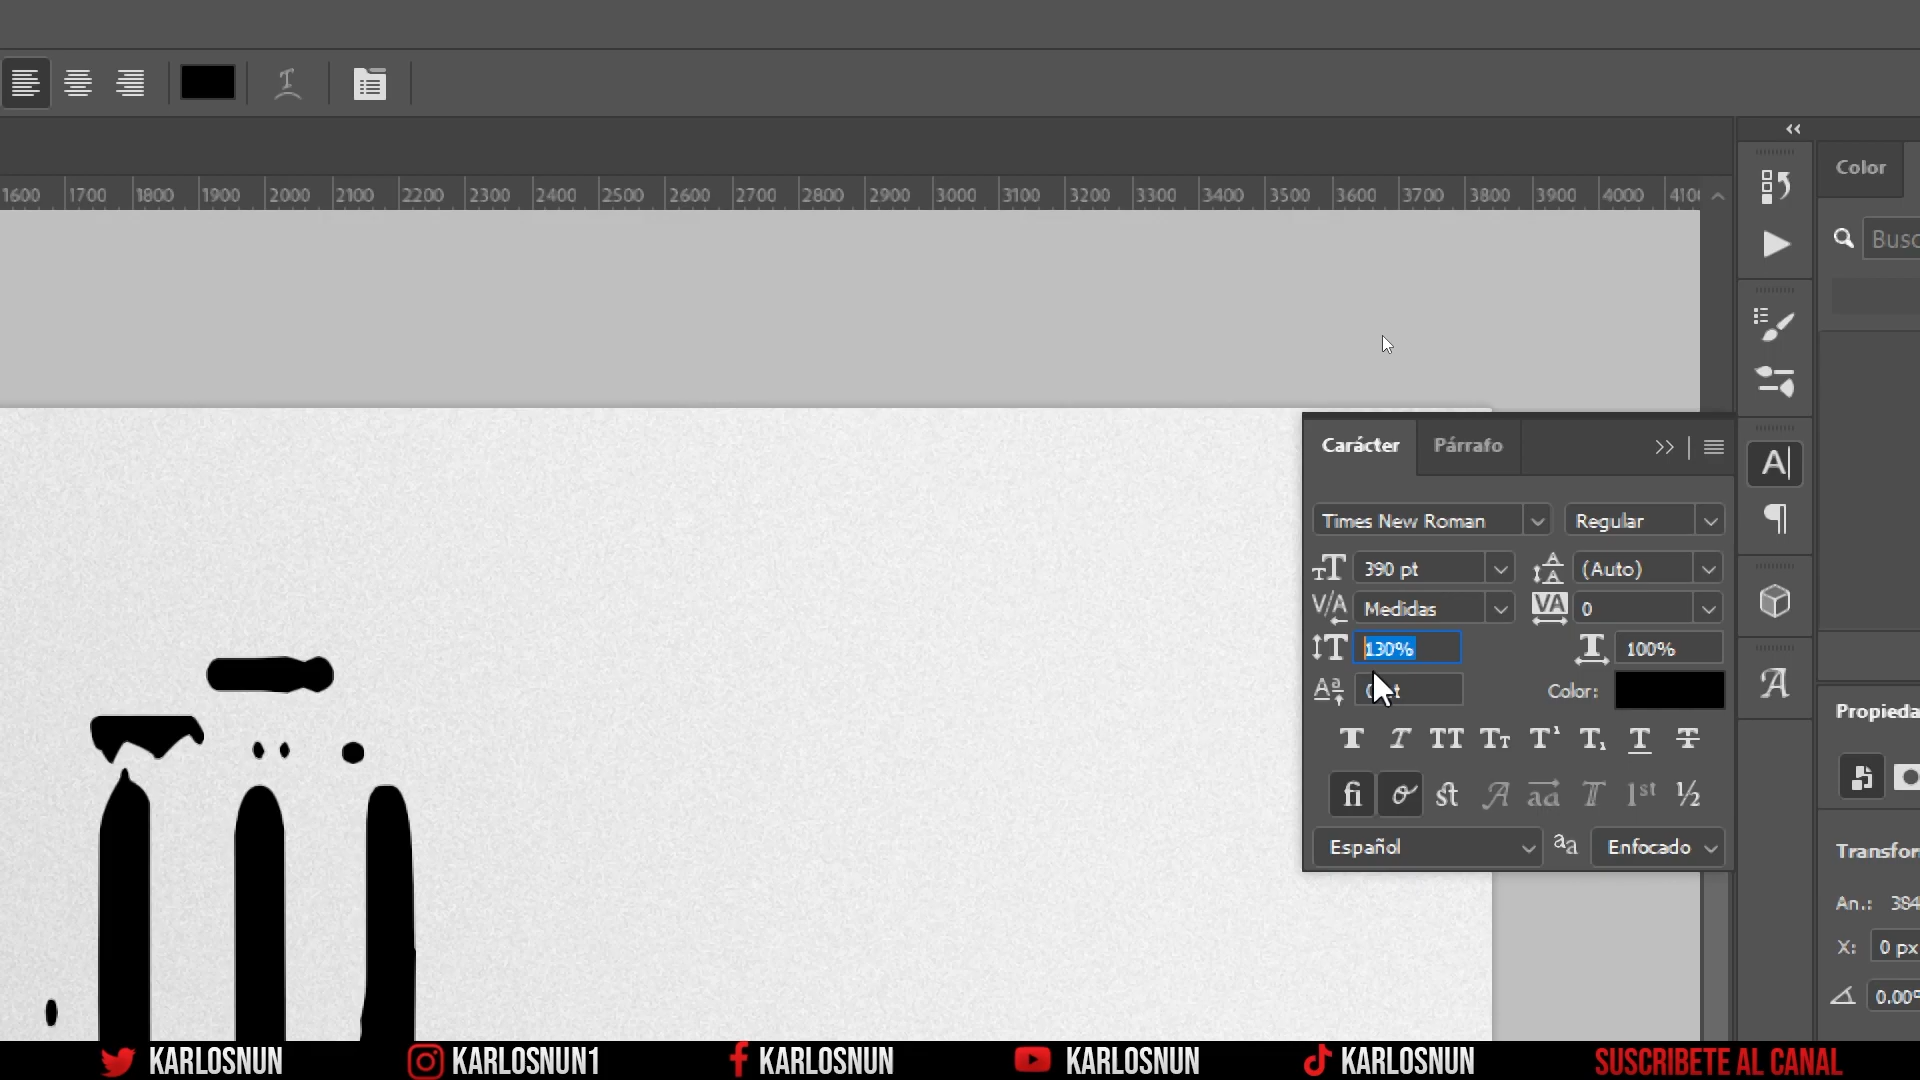 1600 1700 1800 1900 2000 2100 2200 2300 2400 2500 2600 2700 2800 2900 3000 3100 3200 3300 3400 3500 3600 3700 3800 3900 4000 410
Color
Busc
Carácter Párrafo
Times New Roman Regular
390 pt (Auto)
Medidas 0
130% 100%
Color:
Español Enfocado
Propieda
Transfor
An.: 384
X: 0 px
0.00°
KARLOSNUN KARLOSNUN1 KARLOSNUN KARLOSNUN KARLOSNUN SUSCRIBETE AL CANAL